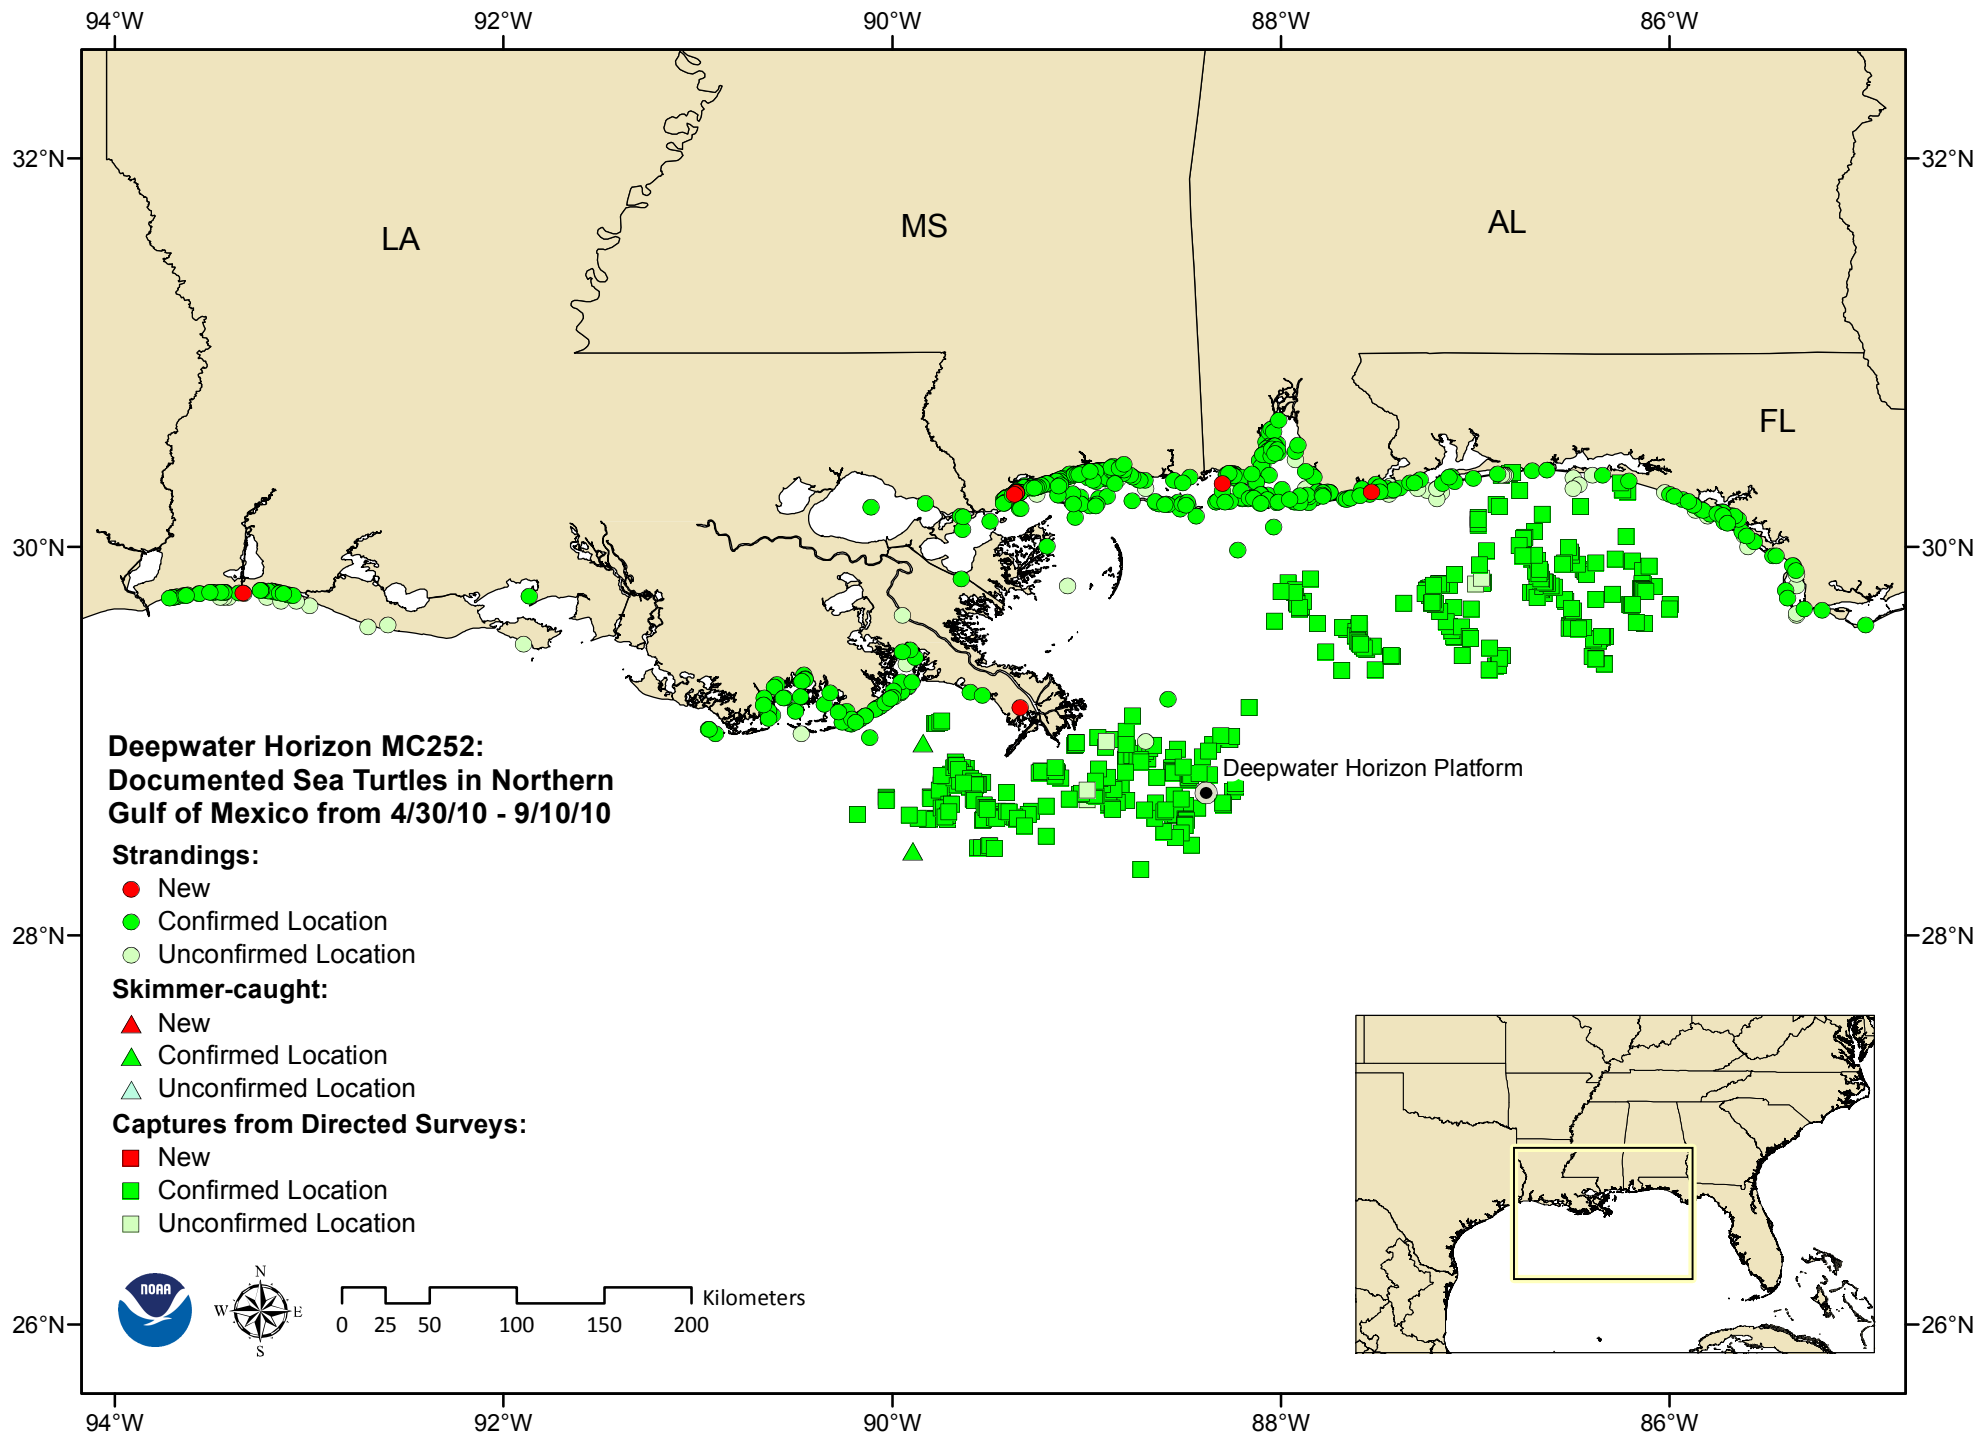 94°W 92°W 90°W 88°W 86°W
32°N 32°N
LA MS AL
FL
30°N 30°N
Deepwater Horizon Platform
Deepwater Horizon MC252:
Documented Sea Turtles in Northern
Gulf of Mexico from 4/30/10 - 9/10/10
Strandings:
New
Confirmed Location
Unconfirmed Location
28°N 28°N
Skimmer-caught:
New
Confirmed Location
Unconfirmed Location
Captures from Directed Surveys:
New
Confirmed Location
Unconfirmed Location
NOAA
N
W E
S
Kilometers
0 25 50 100 150 200
26°N 26°N
94°W 92°W 90°W 88°W 86°W